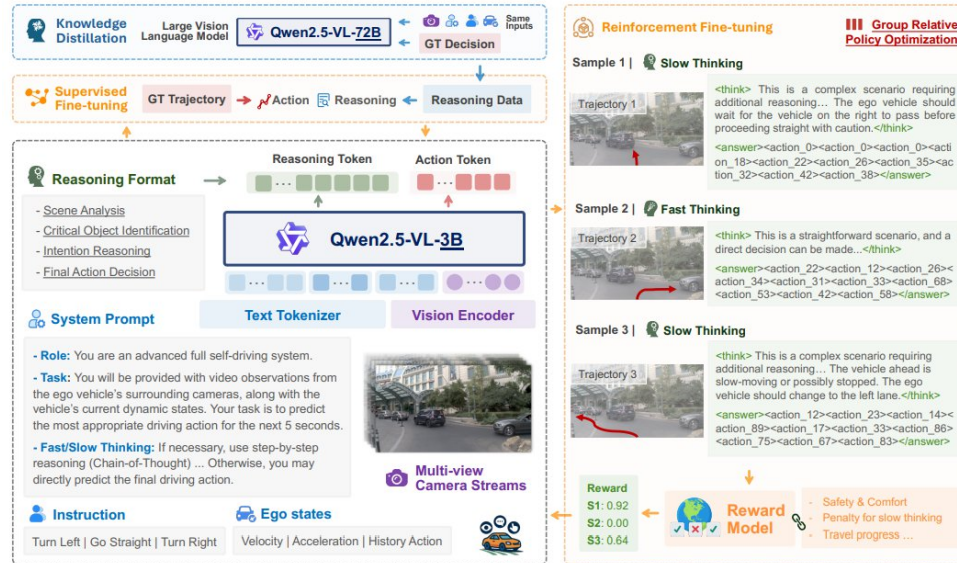 Knowledge
Distillation
Large Vision
Language Model
Qwen2.5-VL-72B
Same
Inputs
GT Decision
Supervised
Fine-tuning
GT Trajectory
Action
Reasoning
Reasoning Data
Reasoning Format
- Scene Analysis
- Critical Object Identification
- Intention Reasoning
- Final Action Decision
Reasoning Token
Action Token
Qwen2.5-VL-3B
Text Tokenizer
Vision Encoder
System Prompt
- Role: You are an advanced full self-driving system.
- Task: You will be provided with video observations from
the ego vehicle's surrounding cameras, along with the
vehicle's current dynamic states. Your task is to predict
the most appropriate driving action for the next 5 seconds.
- Fast/Slow Thinking: If necessary, use step-by-step
reasoning (Chain-of-Thought) ... Otherwise, you may
directly predict the final driving action.
Multi-view
Camera Streams
Instruction
Turn Left | Go Straight | Turn Right
Ego states
Velocity | Acceleration | History Action
Reinforcement Fine-tuning
Group Relative
Policy Optimization
Sample 1 | Slow Thinking
Trajectory 1
<think> This is a complex scenario requiring
additional reasoning... The ego vehicle should
wait for the vehicle on the right to pass before
proceeding straight with caution.</think>
<answer><action_0><action_0><action_0><acti
on_18><action_22><action_26><action_35><ac
tion_32><action_42><action_38></answer>
Sample 2 | Fast Thinking
Trajectory 2
<think> This is a straightforward scenario, and a
direct decision can be made...</think>
<answer><action_22><action_12><action_26><
action_34><action_31><action_33><action_68>
<action_53><action_42><action_58></answer>
Sample 3 | Slow Thinking
Trajectory 3
<think> This is a complex scenario requiring
additional reasoning... The vehicle ahead is
slow-moving or possibly stopped. The ego
vehicle should change to the left lane.</think>
<answer><action_12><action_23><action_14><
action_89><action_17><action_33><action_86>
<action_75><action_67><action_83></answer>
Reward
S1: 0.92
S2: 0.00
S3: 0.64
Reward
Model
- Safety & Comfort
- Penalty for slow thinking
- Travel progress ...